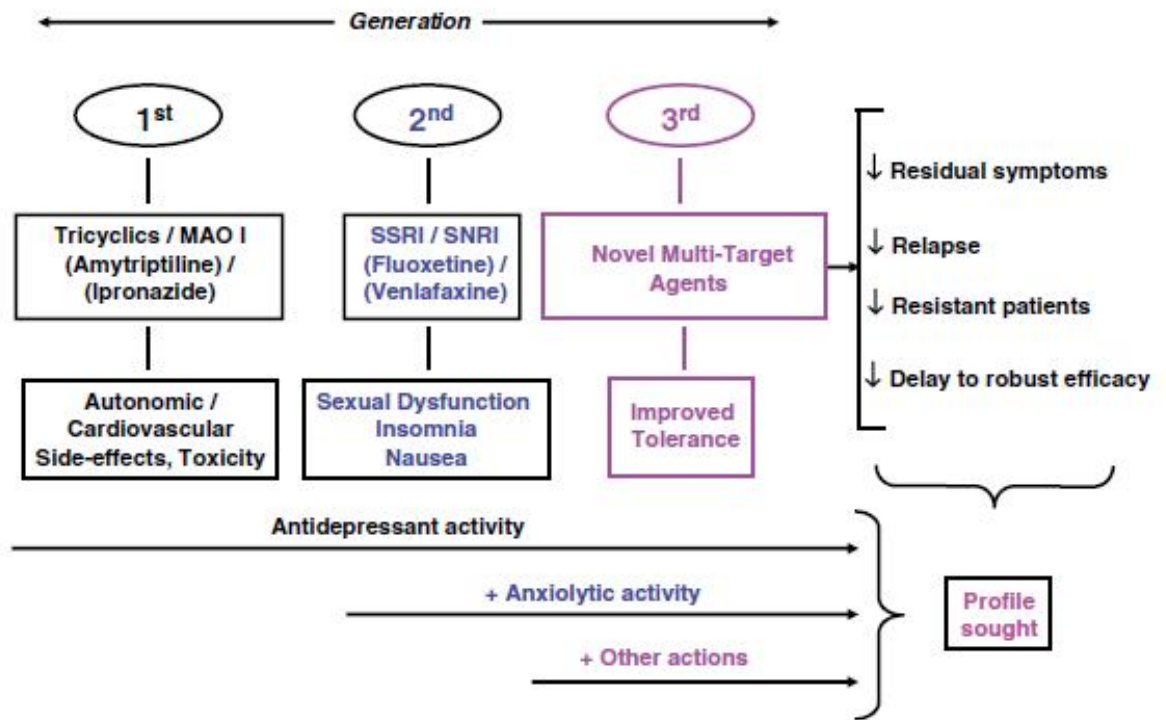 Generation
1st
2nd
3rd
Tricyclics / MAO I
(Amytriptiline) /
(Ipronazide)
SSRI / SNRI
(Fluoxetine) /
(Venlafaxine)
Novel Multi-Target
Agents
↓ Residual symptoms
↓ Relapse
↓ Resistant patients
↓ Delay to robust efficacy
Autonomic /
Cardiovascular
Side-effects, Toxicity
Sexual Dysfunction
Insomnia
Nausea
Improved
Tolerance
Antidepressant activity
+ Anxiolytic activity
+ Other actions
Profile
sought